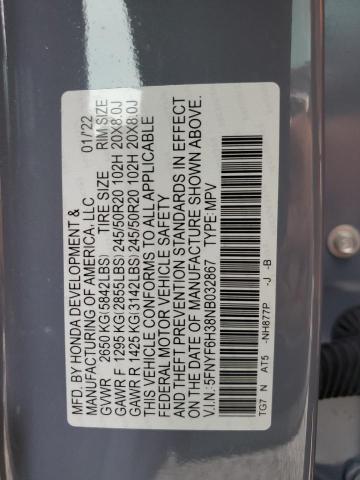 MFD. BY HONDA DEVELOPMENT &
MANUFACTURING OF AMERICA, LLC 01/22
GVWR 2650 KG(5842LBS) TIRE SIZE RIM SIZE
GAWR F 1295 KG(2855LBS) 245/50R20 102H 20X8.0J
GAWR R 1425 KG(3142LBS) 245/50R20 102H 20X8.0J
THIS VEHICLE CONFORMS TO ALL APPLICABLE
FEDERAL MOTOR VEHICLE SAFETY
AND THEFT PREVENTION STANDARDS IN EFFECT
ON THE DATE OF MANUFACTURE SHOWN ABOVE.
V.I.N.: 5FNYF6H38NB032867 TYPE: MPV
TG7 N AT5 -NH877P -J -B